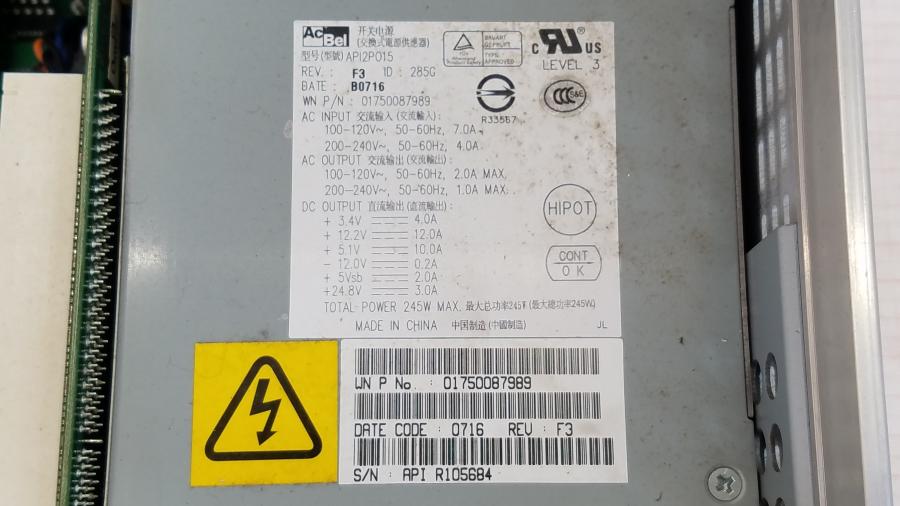 AcBel
开关电源
(交換式電源供應器)
型号(型號) API2P015
REV. : F3 ID : 285G
DATE : B0716
WN P/N : 01750087989
AC INPUT 交流输入(交流輸入):
100-120V~, 50-60Hz, 7.0A
200-240V~, 50-60Hz, 4.0A
AC OUTPUT 交流输出(交流輸出):
100-120V~, 50-60Hz, 2.0A MAX.
200-240V~, 50-60Hz, 1.0A MAX.
DC OUTPUT 直流输出(直流輸出):
+ 3.4V 4.0A
+ 12.2V 12.0A
+ 5.1V 10.0A
- 12.0V 0.2A
+ 5Vsb 2.0A
+24.8V 3.0A
TOTAL POWER 245W MAX. 最大总功率245W(最大總功率245W)
MADE IN CHINA 中国制造(中國製造) JL
BAUART
GEPRÜFT
TYPE
APPROVED
C RU US
LEVEL 3
R33567
CCC S&E
HIPOT
CONT
OK
WN P No. : 01750087989
DATE CODE : 0716 REV : F3
S/N : API R105684